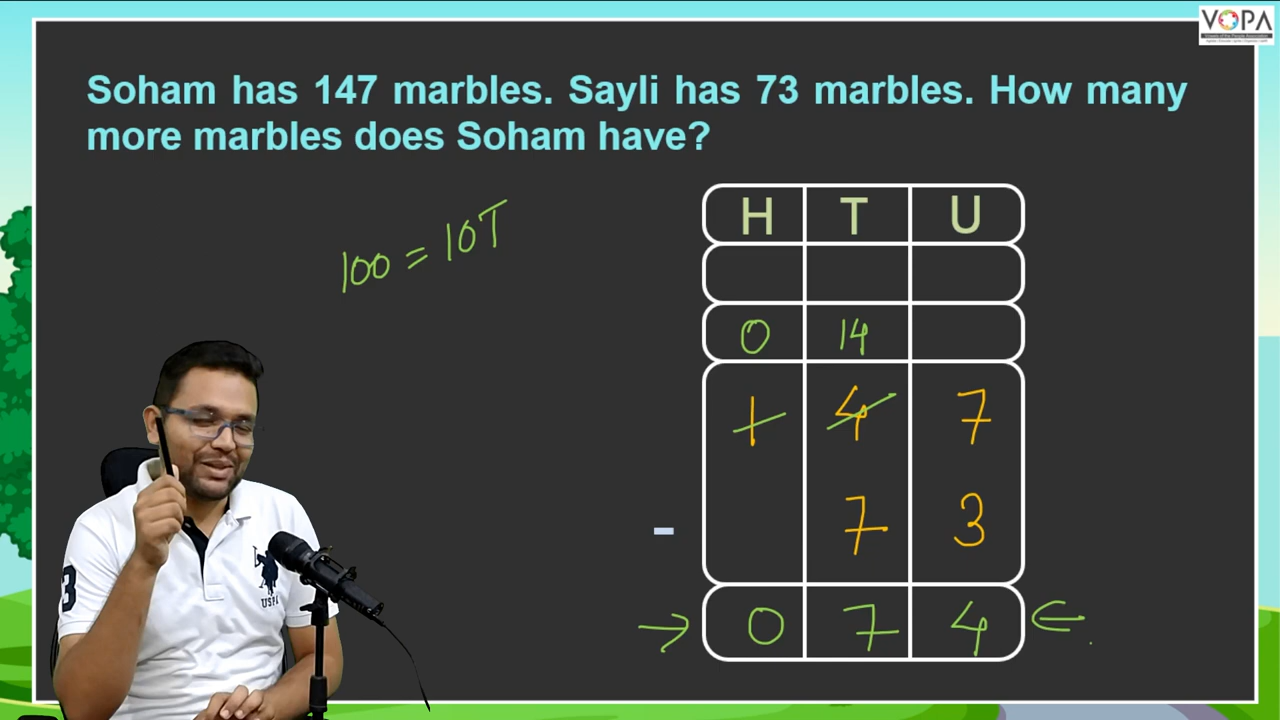 VOPA
Soham has 147 marbles. Sayli has 73 marbles. How many
more marbles does Soham have?
100 = 10T
H T U
0 14
1 4 7
- 7 3
→ 0 7 4 ←
3
USPA